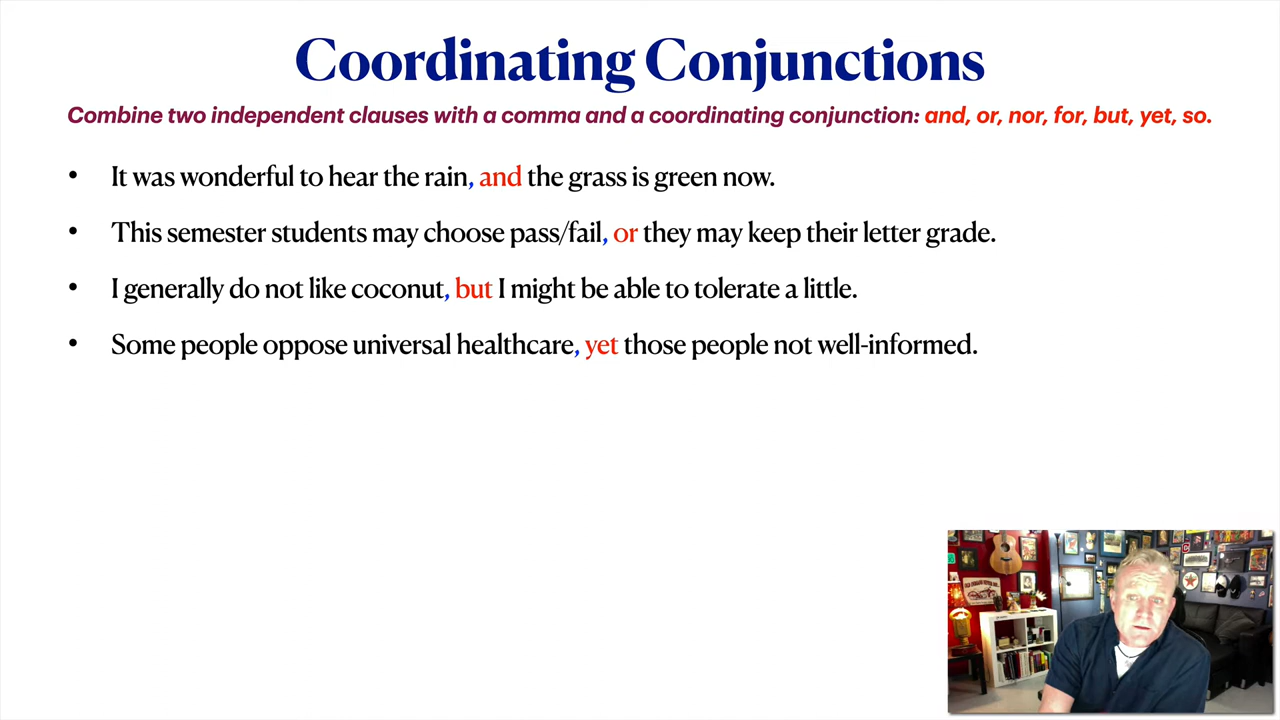 Coordinating Conjunctions
Combine two independent clauses with a comma and a coordinating conjunction: and, or, nor, for, but, yet, so.
• It was wonderful to hear the rain, and the grass is green now.
• This semester students may choose pass/fail, or they may keep their letter grade.
• I generally do not like coconut, but I might be able to tolerate a little.
• Some people oppose universal healthcare, yet those people not well-informed.